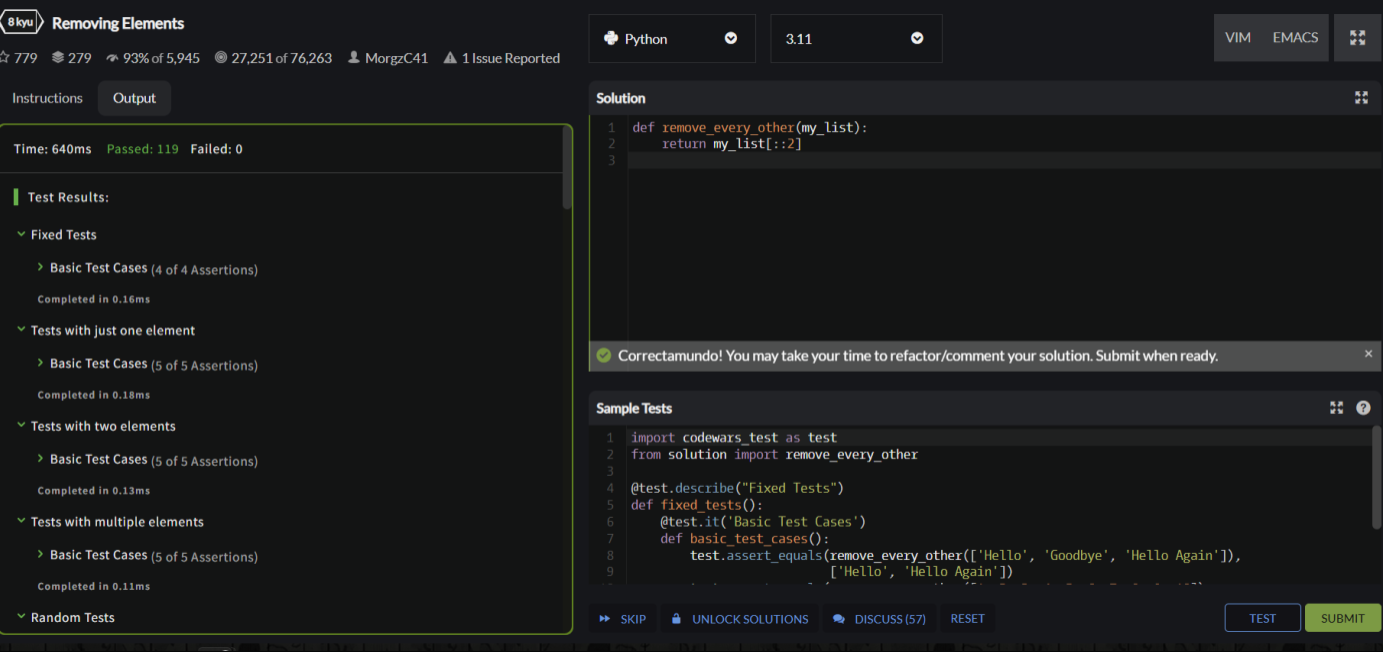 8 kyu Removing Elements
779 279 93% of 5,945 27,251 of 76,263 MorgzC41 1 Issue Reported
Instructions Output
Time: 640ms Passed: 119 Failed: 0
Test Results:
Fixed Tests
Basic Test Cases (4 of 4 Assertions)
Completed in 0.16ms
Tests with just one element
Basic Test Cases (5 of 5 Assertions)
Completed in 0.18ms
Tests with two elements
Basic Test Cases (5 of 5 Assertions)
Completed in 0.13ms
Tests with multiple elements
Basic Test Cases (5 of 5 Assertions)
Completed in 0.11ms
Random Tests
Python 3.11 VIM EMACS
Solution
1 def remove_every_other(my_list):
2     return my_list[::2]
3
Correctamundo! You may take your time to refactor/comment your solution. Submit when ready. ×
Sample Tests ?
1 import codewars_test as test
2 from solution import remove_every_other
3
4 @test.describe("Fixed Tests")
5 def fixed_tests():
6     @test.it('Basic Test Cases')
7     def basic_test_cases():
8         test.assert_equals(remove_every_other(['Hello', 'Goodbye', 'Hello Again']),
9                            ['Hello', 'Hello Again'])
SKIP UNLOCK SOLUTIONS DISCUSS (57) RESET TEST SUBMIT